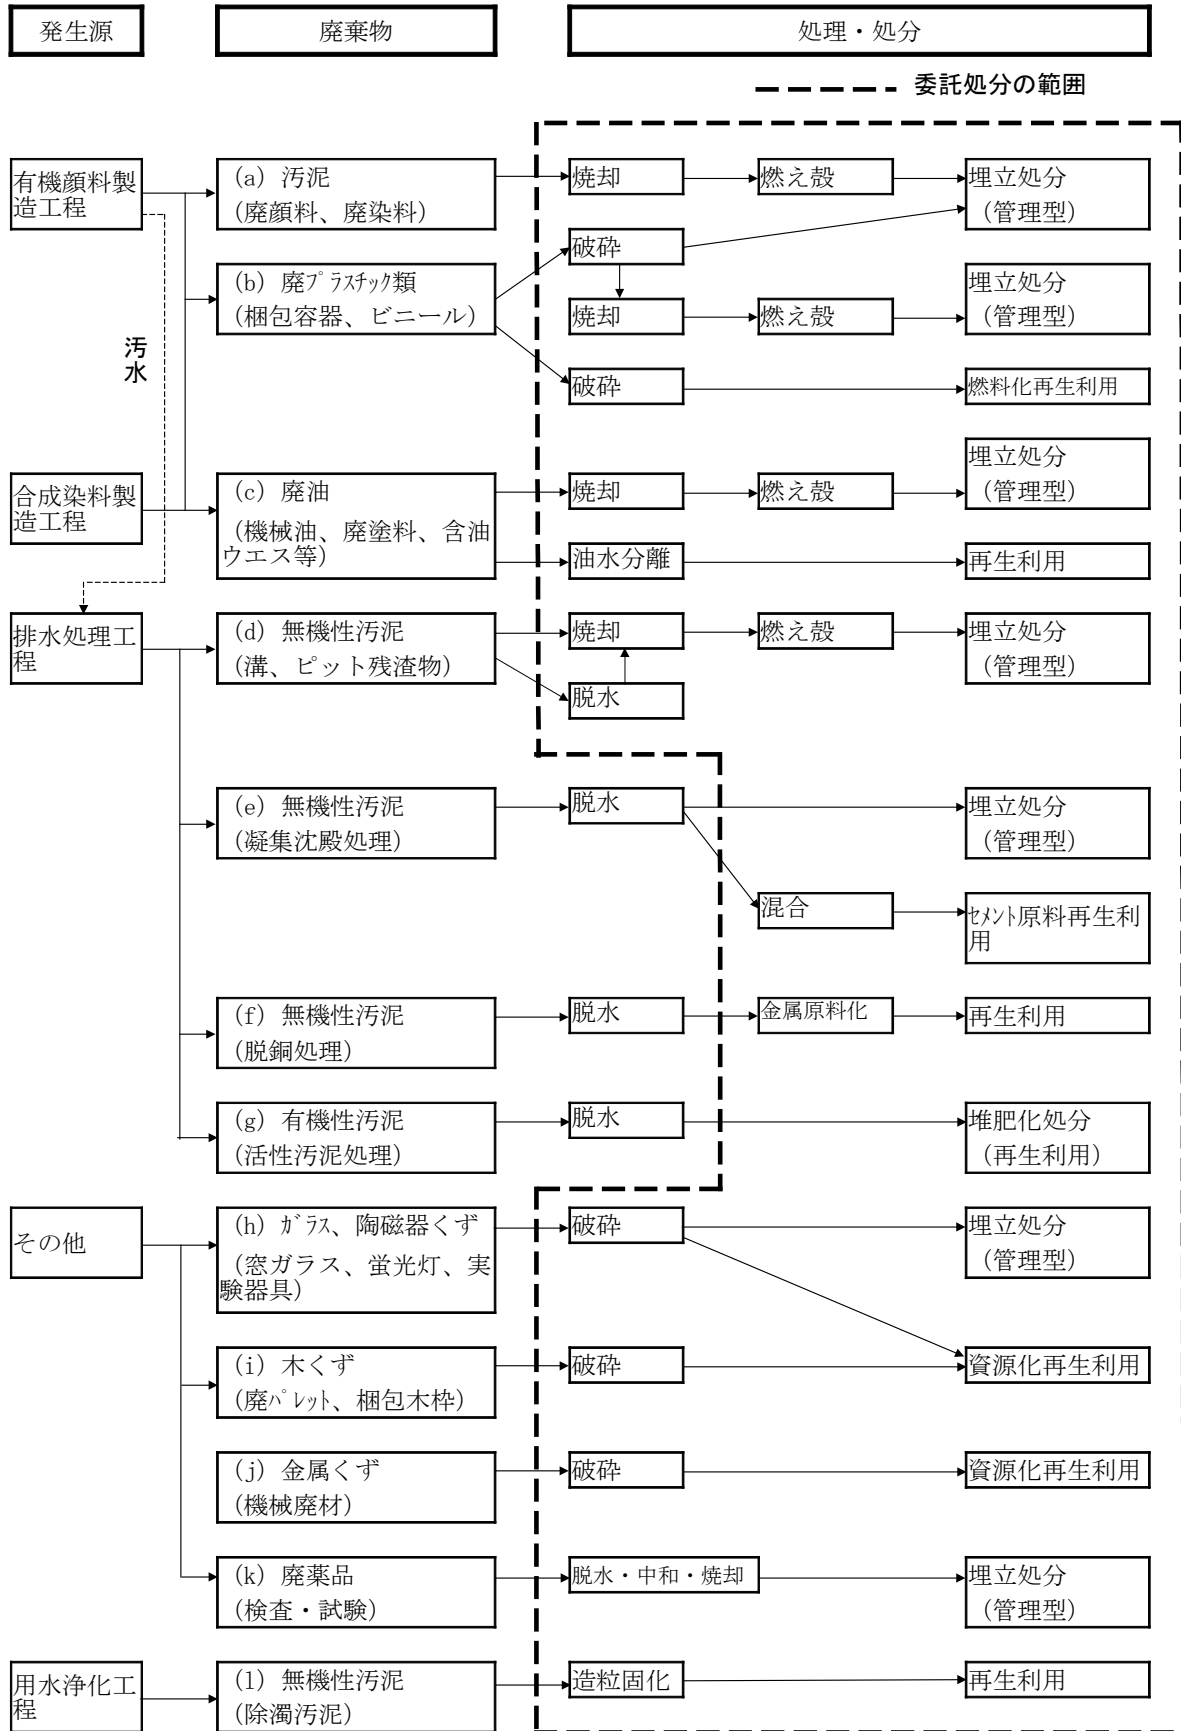 発生源
廃棄物
処理・処分
委託処分の範囲
有機顔料製
造工程
(a) 汚泥
(廃顔料、廃染料)
焼却
燃え殻
埋立処分
(管理型)
破砕
(b) 廃プラスチック類
(梱包容器、ビニール)
焼却
燃え殻
埋立処分
(管理型)
汚水
破砕
燃料化再生利用
合成染料製
造工程
(c) 廃油
(機械油、廃塗料、含油
ウエス等)
焼却
燃え殻
埋立処分
(管理型)
油水分離
再生利用
排水処理工
程
(d) 無機性汚泥
(溝、ピット残渣物)
焼却
燃え殻
埋立処分
(管理型)
脱水
(e) 無機性汚泥
(凝集沈殿処理)
脱水
埋立処分
(管理型)
混合
セメント原料再生利
用
(f) 無機性汚泥
(脱銅処理)
脱水
金属原料化
再生利用
(g) 有機性汚泥
(活性汚泥処理)
脱水
堆肥化処分
(再生利用)
その他
(h) ガラス、陶磁器くず
(窓ガラス、蛍光灯、実
験器具)
破砕
埋立処分
(管理型)
(i) 木くず
(廃パレット、梱包木枠)
破砕
資源化再生利用
(j) 金属くず
(機械廃材)
破砕
資源化再生利用
(k) 廃薬品
(検査・試験)
脱水・中和・焼却
埋立処分
(管理型)
用水浄化工
程
(l) 無機性汚泥
(除濁汚泥)
造粒固化
再生利用